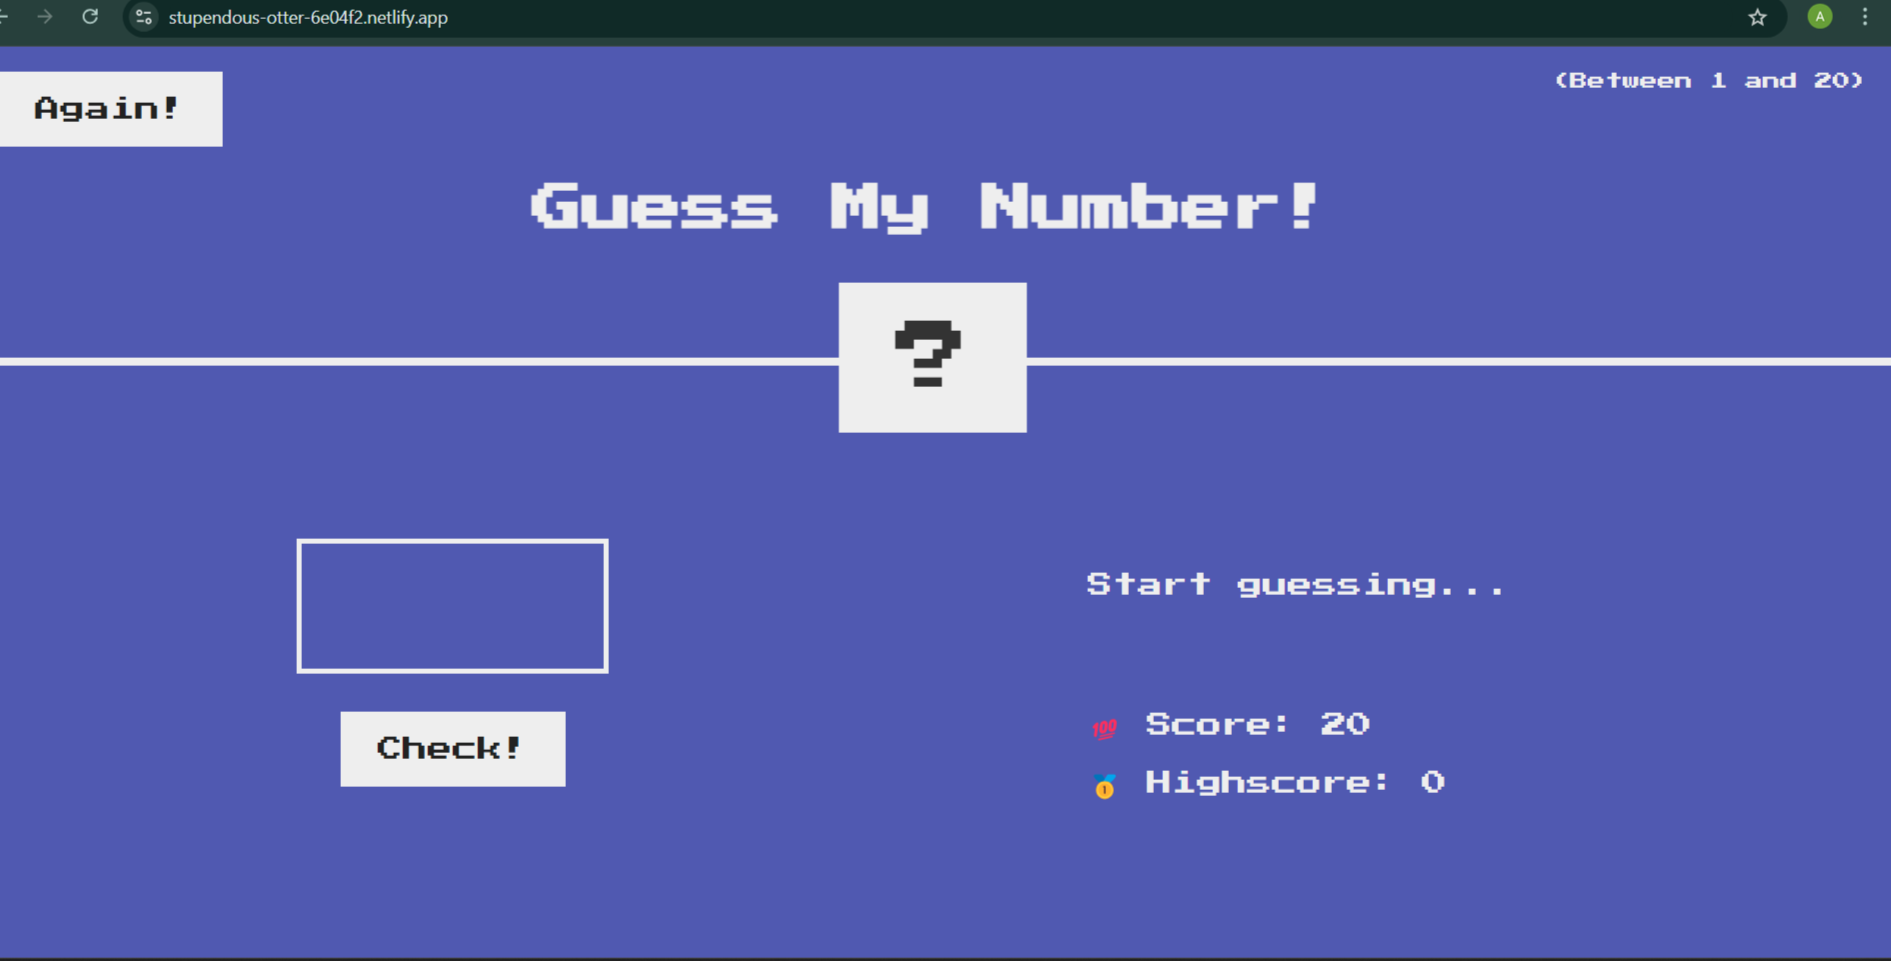 stupendous-otter-6e04f2.netlify.app
A
Again!
(Between 1 and 20)
Guess My Number!
?
Start guessing...
Check!
💯 Score: 20
🥇 Highscore: 0